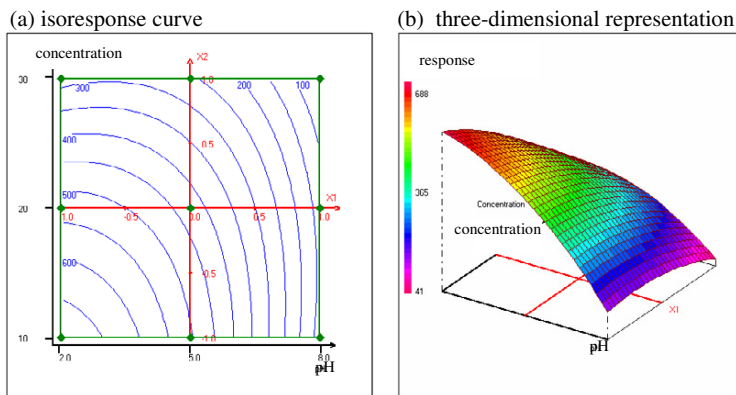 (a) isoresponse curve
concentration
X2
30
300
1.0
200
100
400
0.5
500
X1
20
1.0
0.0
0.5
1.0
0.0
600
-0.5
-1.0
10
2.0
5.0
8.0
pH
(b) three-dimensional representation
response
688
365
41
Concentration
concentration
X1
pH